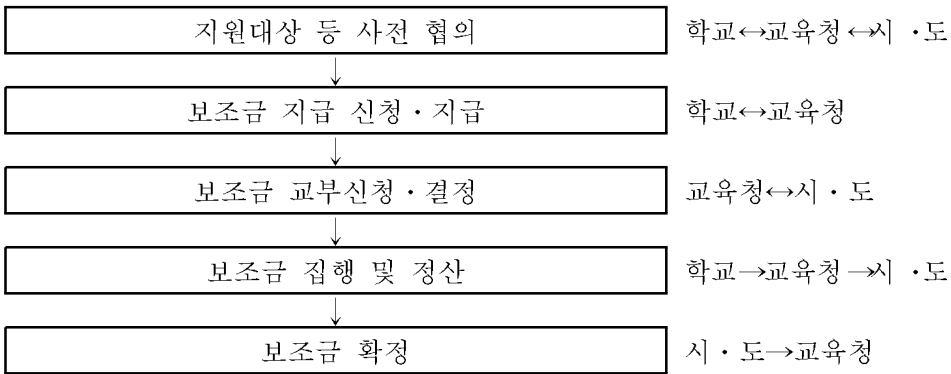 지원대상 등 사전 협의 학교↔교육청↔시·도
보조금 지급 신청·지급 학교↔교육청
보조금 교부신청·결정 교육청↔시·도
보조금 집행 및 정산 학교→교육청→시·도
보조금 확정 시·도→교육청